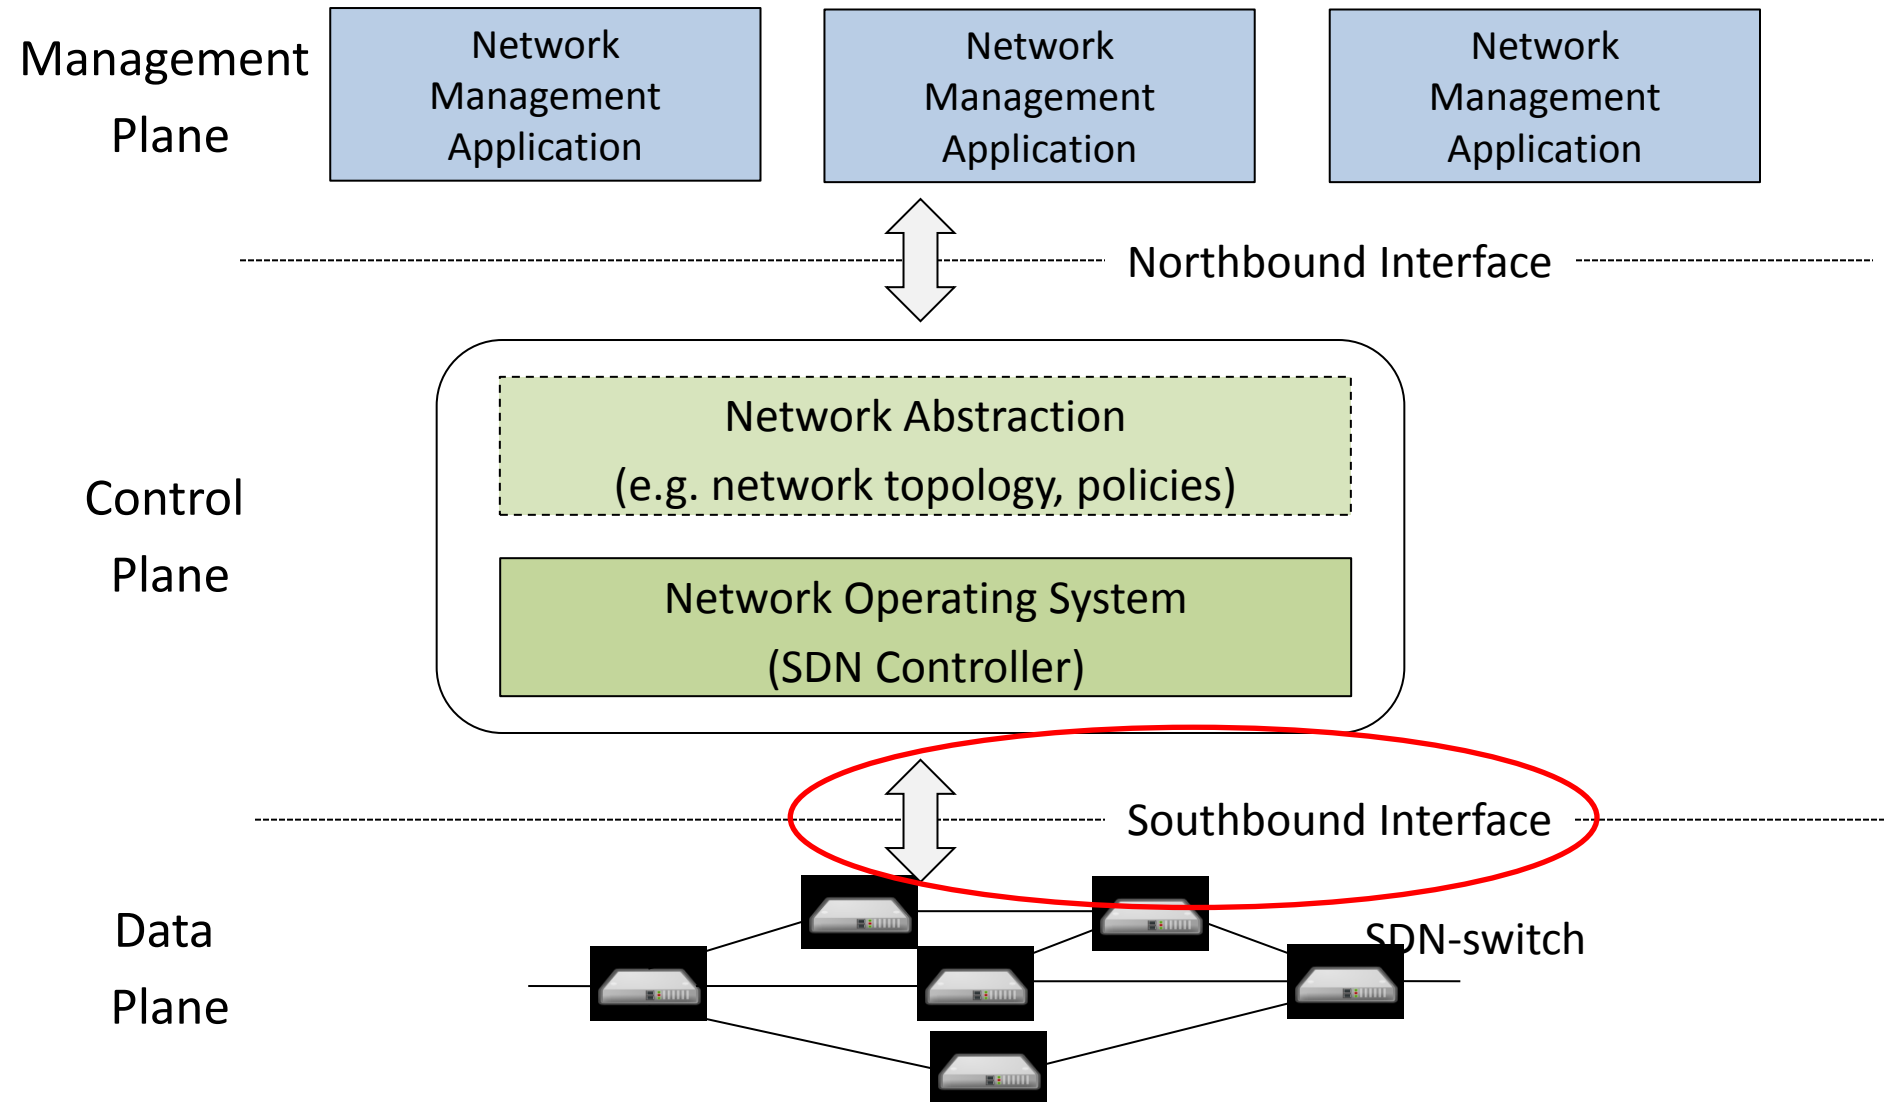 Management
Plane
Network
Management
Application
Network
Management
Application
Network
Management
Application
Northbound Interface
Control
Plane
Network Abstraction
(e.g. network topology, policies)
Network Operating System
(SDN Controller)
Southbound Interface
Data
Plane
SDN-switch